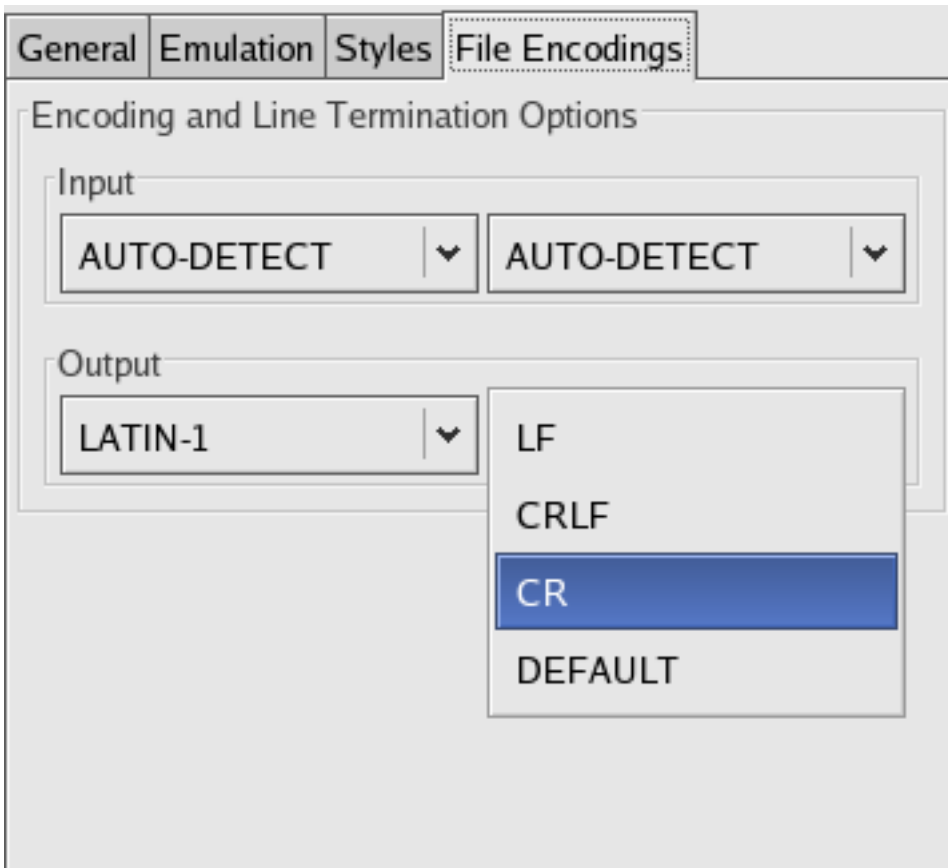 General Emulation Styles File Encodings
Encoding and Line Termination Options
Input
AUTO-DETECT AUTO-DETECT
Output
LATIN-1 LF
CRLF
CR
DEFAULT